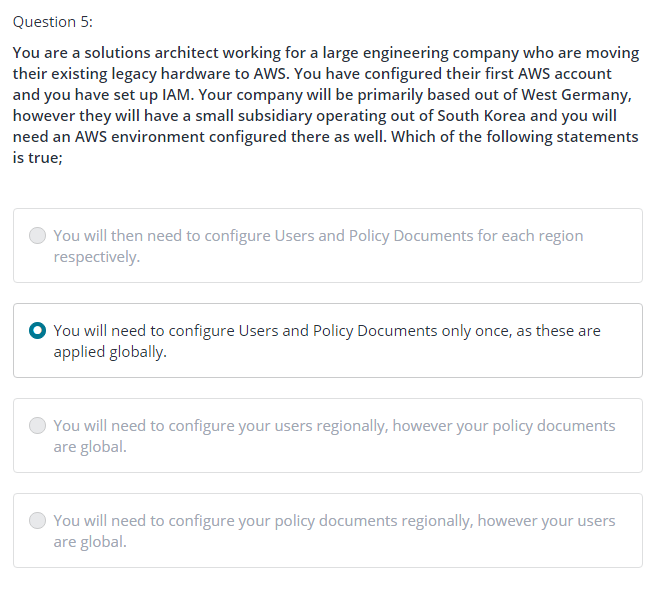 Question 5:
You are a solutions architect working for a large engineering company who are moving
their existing legacy hardware to AWS. You have configured their first AWS account
and you have set up IAM. Your company will be primarily based out of West Germany,
however they will have a small subsidiary operating out of South Korea and you will
need an AWS environment configured there as well. Which of the following statements
is true;
You will then need to configure Users and Policy Documents for each region
respectively.
You will need to configure Users and Policy Documents only once, as these are
applied globally.
You will need to configure your users regionally, however your policy documents
are global.
You will need to configure your policy documents regionally, however your users
are global.